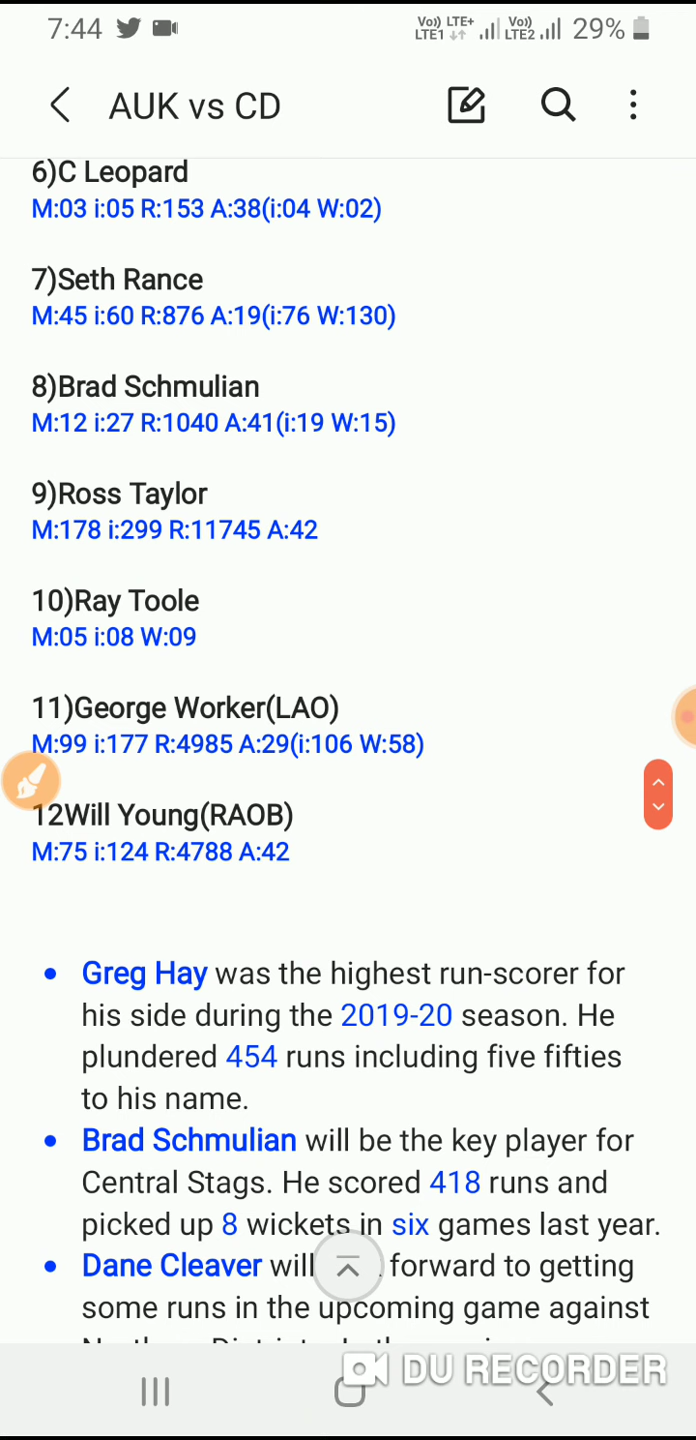 7:44 Vo)) LTE+ LTE1 Vo)) LTE2 29%
AUK vs CD
6)C Leopard
M:03 i:05 R:153 A:38(i:04 W:02)
7)Seth Rance
M:45 i:60 R:876 A:19(i:76 W:130)
8)Brad Schmulian
M:12 i:27 R:1040 A:41(i:19 W:15)
9)Ross Taylor
M:178 i:299 R:11745 A:42
10)Ray Toole
M:05 i:08 W:09
11)George Worker(LAO)
M:99 i:177 R:4985 A:29(i:106 W:58)
12Will Young(RAOB)
M:75 i:124 R:4788 A:42
• Greg Hay was the highest run-scorer for
his side during the 2019-20 season. He
plundered 454 runs including five fifties
to his name.
• Brad Schmulian will be the key player for
Central Stags. He scored 418 runs and
picked up 8 wickets in six games last year.
• Dane Cleaver will forward to getting
some runs in the upcoming game against
DU RECORDER